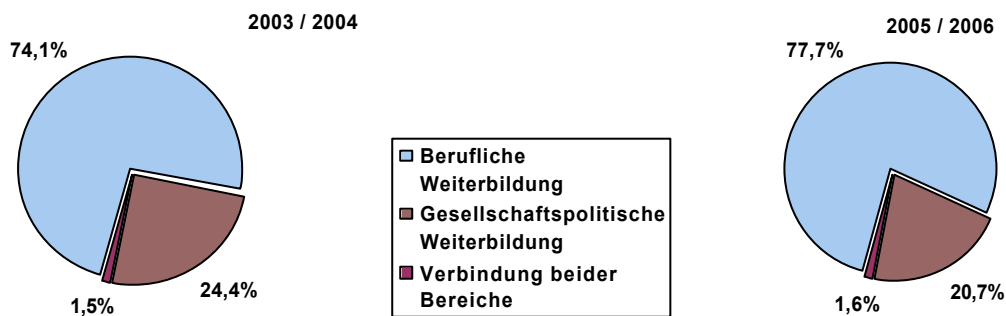 2003 / 2004
74,1%
24,4%
1,5%
Berufliche
Weiterbildung
Gesellschaftspolitische
Weiterbildung
Verbindung beider
Bereiche
2005 / 2006
77,7%
20,7%
1,6%